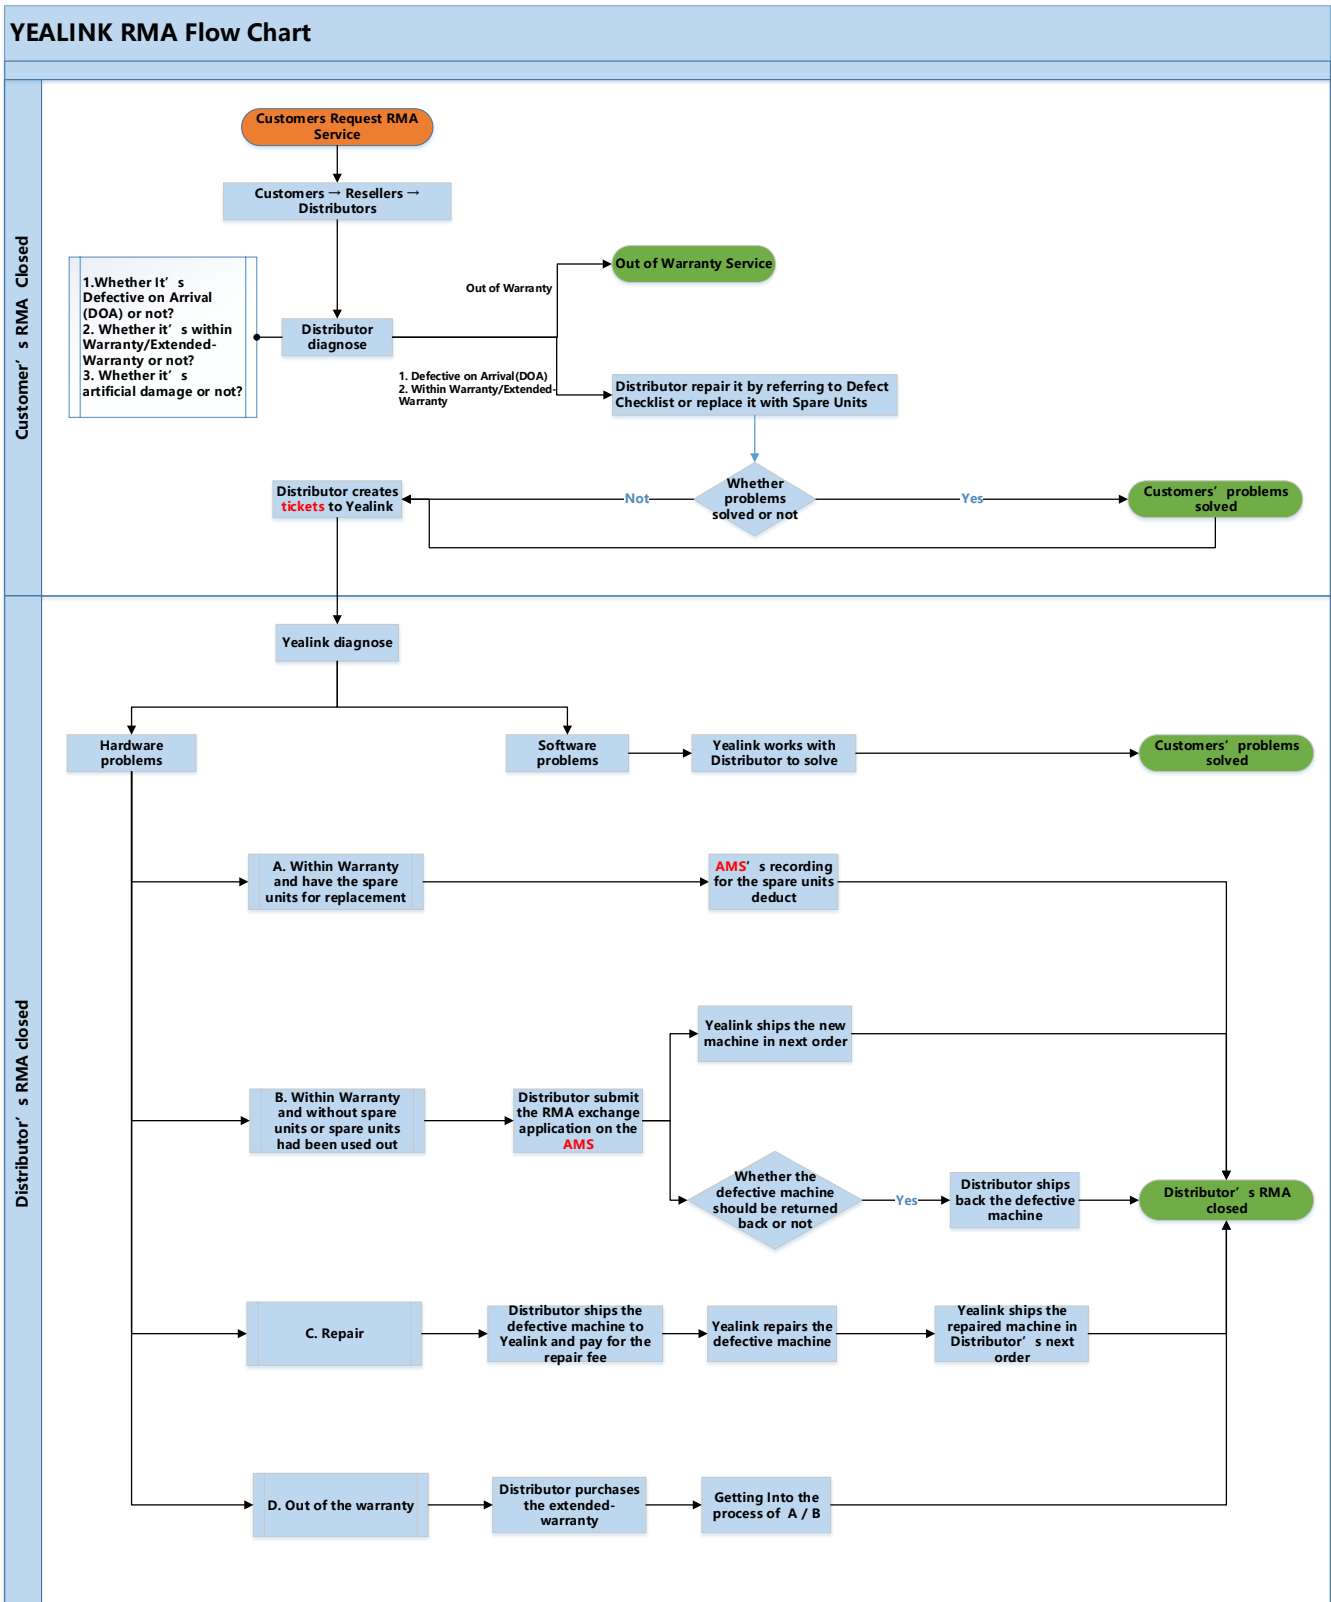 YEALINK RMA Flow Chart
Customer’s RMA Closed
Customers Request RMA
Service
Customers → Resellers →
Distributors
1.Whether It’s
Defective on Arrival
(DOA) or not?
2. Whether it’s within
Warranty/Extended-
Warranty or not?
3. Whether it’s
artificial damage or not?
Distributor
diagnose
Out of Warranty
Out of Warranty Service
1. Defective on Arrival(DOA)
2. Within Warranty/Extended-
Warranty
Distributor repair it by referring to Defect
Checklist or replace it with Spare Units
Whether
problems
solved or not
Not
Yes
Distributor creates
tickets to Yealink
Customers’ problems
solved
Distributor’s RMA closed
Yealink diagnose
Hardware
problems
Software
problems
Yealink works with
Distributor to solve
Customers’ problems
solved
A. Within Warranty
and have the spare
units for replacement
AMS’s recording
for the spare units
deduct
Yealink ships the new
machine in next order
B. Within Warranty
and without spare
units or spare units
had been used out
Distributor submit
the RMA exchange
application on the
AMS
Whether the
defective machine
should be returned
back or not
Yes
Distributor ships
back the defective
machine
Distributor’s RMA
closed
C. Repair
Distributor ships the
defective machine to
Yealink and pay for the
repair fee
Yealink repairs the
defective machine
Yealink ships the
repaired machine in
Distributor’s next
order
D. Out of the warranty
Distributor purchases
the extended-
warranty
Getting Into the
process of A / B